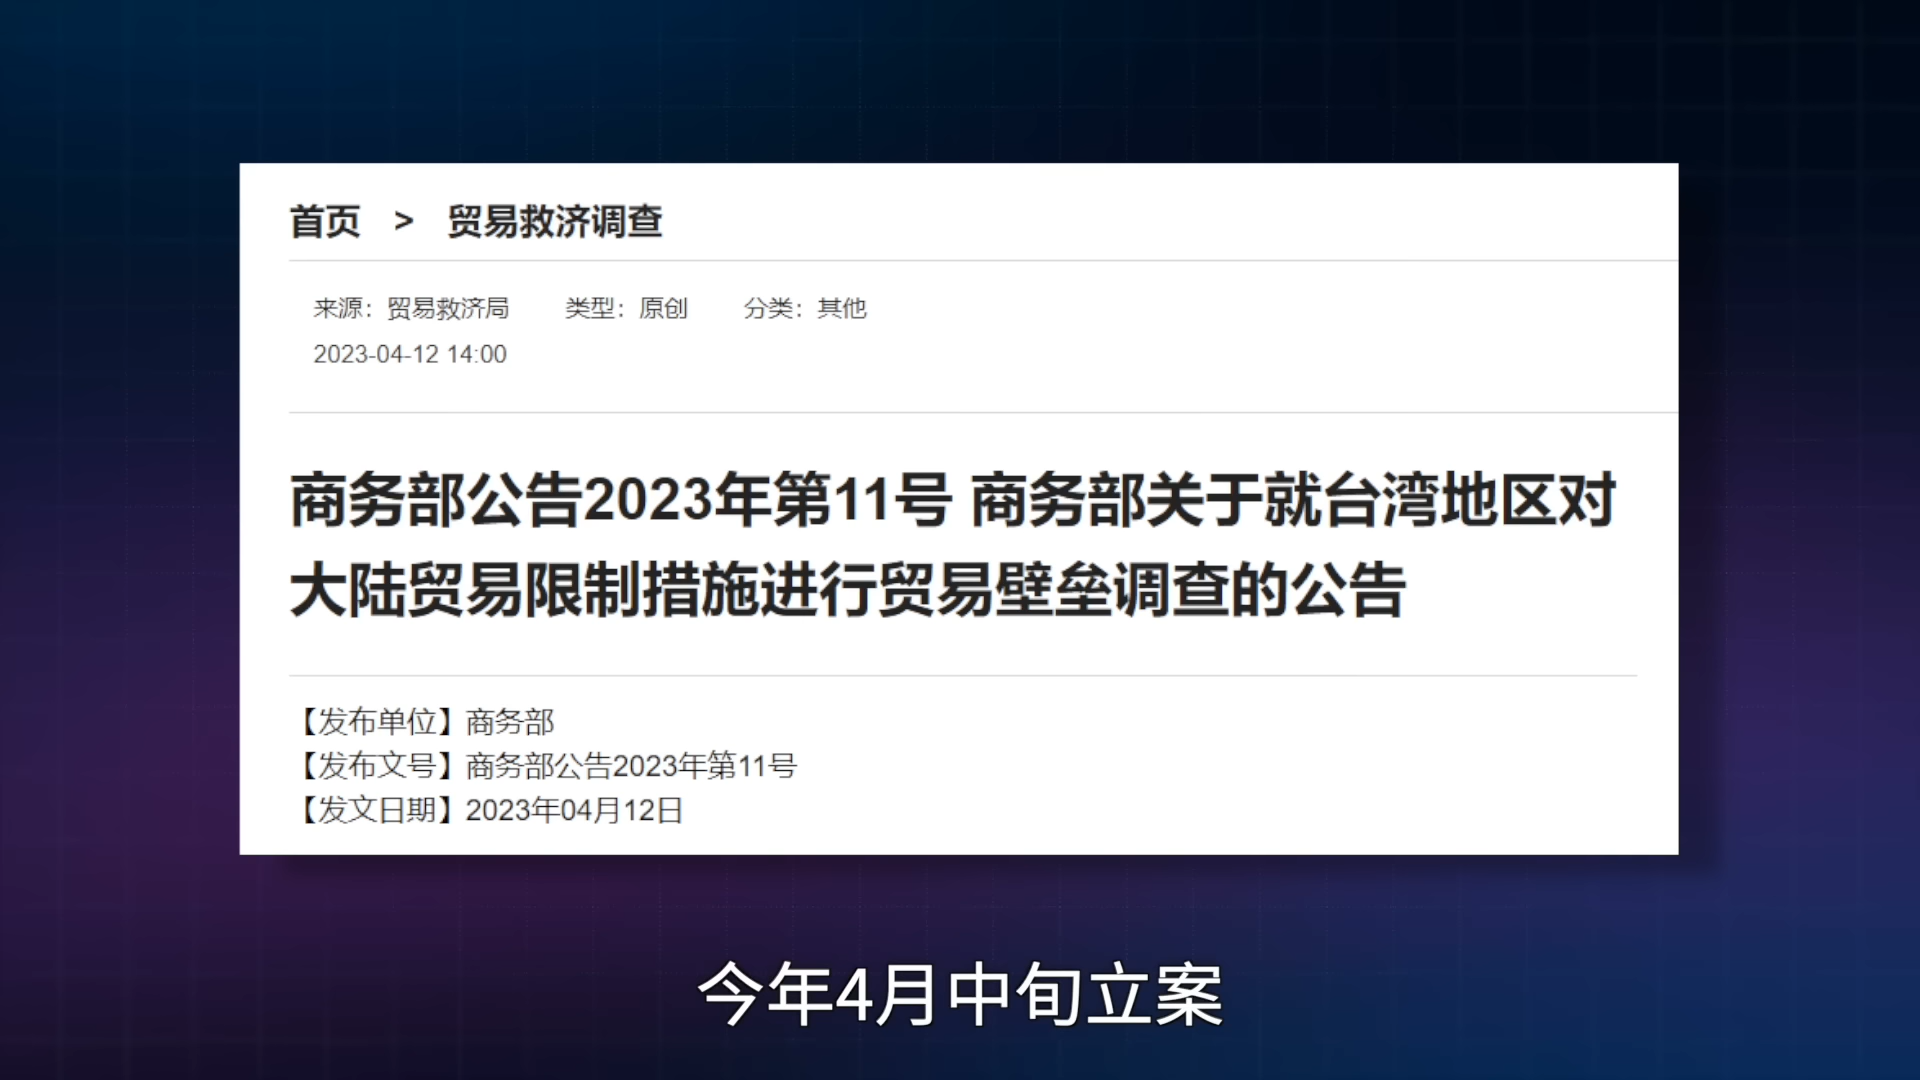 首页 > 贸易救济调查
来源：贸易救济局 类型：原创 分类：其他
2023-04-12 14:00
商务部公告2023年第11号 商务部关于就台湾地区对
大陆贸易限制措施进行贸易壁垒调查的公告
【发布单位】商务部
【发布文号】商务部公告2023年第11号
【发文日期】2023年04月12日
今年4月中旬立案